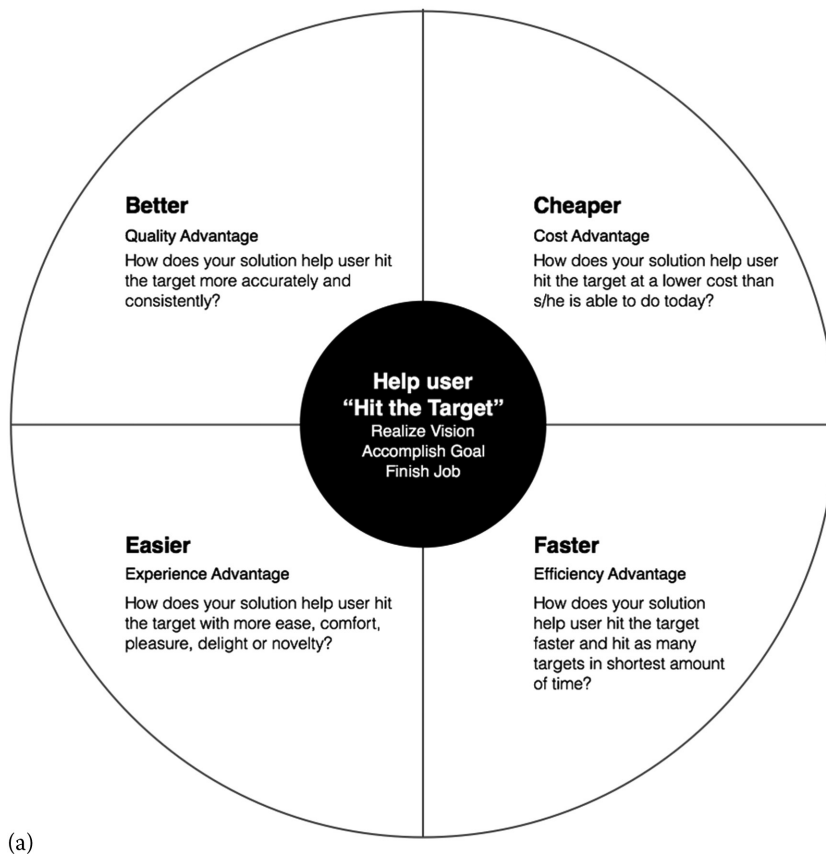 Better
Quality Advantage
How does your solution help user hit
the target more accurately and
consistently?
Cheaper
Cost Advantage
How does your solution help user
hit the target at a lower cost than
s/he is able to do today?
Help user
“Hit the Target”
Realize Vision
Accomplish Goal
Finish Job
Easier
Experience Advantage
How does your solution help user hit
the target with more ease, comfort,
pleasure, delight or novelty?
Faster
Efficiency Advantage
How does your solution
help user hit the target
faster and hit as many
targets in shortest amount
of time?
(a)